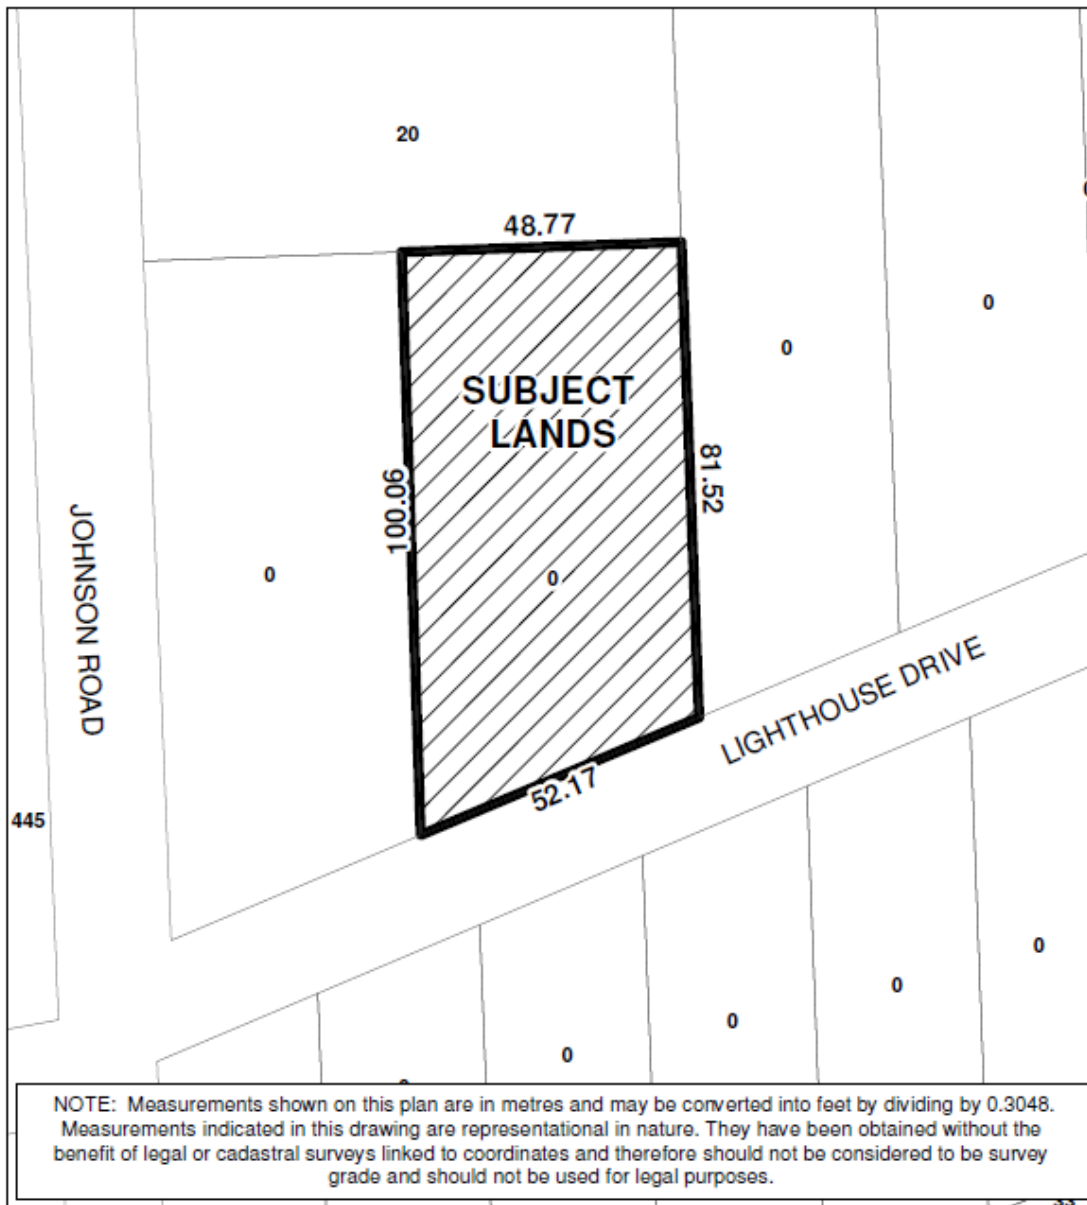 20
48.77
0
0
SUBJECT
LANDS
81.52
100.06
JOHNSON ROAD
0
0
LIGHTHOUSE DRIVE
52.17
445
0
0
0
0
NOTE: Measurements shown on this plan are in metres and may be converted into feet by dividing by 0.3048.
Measurements indicated in this drawing are representational in nature. They have been obtained without the
benefit of legal or cadastral surveys linked to coordinates and therefore should not be considered to be survey
grade and should not be used for legal purposes.